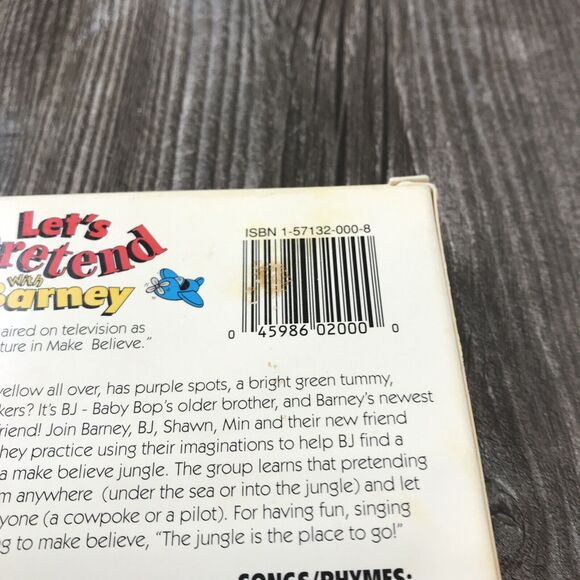 Let's
Pretend
with
Barney
ISBN 1-57132-000-8
0 45986 02000 0
aired on television as
ture in Make Believe."
yellow all over, has purple spots, a bright green tummy,
kers? It's BJ - Baby Bop's older brother, and Barney's newest
friend! Join Barney, BJ, Shawn, Min and their new friend
hey practice using their imaginations to help BJ find a
a make believe jungle. The group learns that pretending
m anywhere (under the sea or into the jungle) and let
yone (a cowpoke or a pilot). For having fun, singing
ng to make believe, "The jungle is the place to go!"
SONGS/RHYMES: